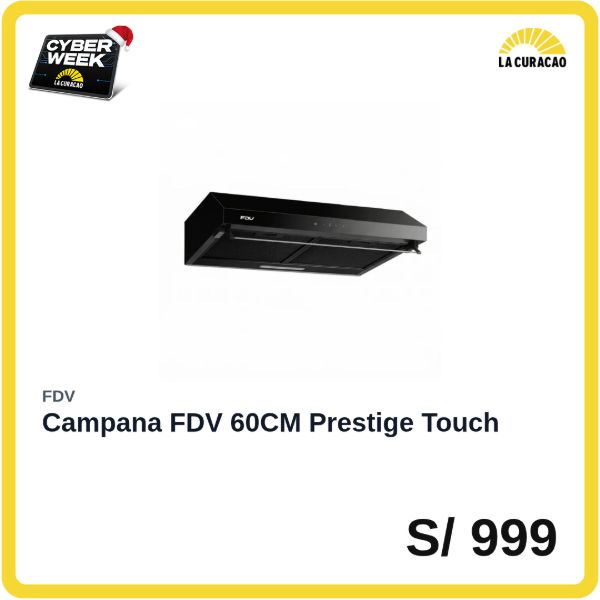 CYBER
WEEK
LA CURACAO
LA CURACAO
FDV
FDV
Campana FDV 60CM Prestige Touch
S/ 999